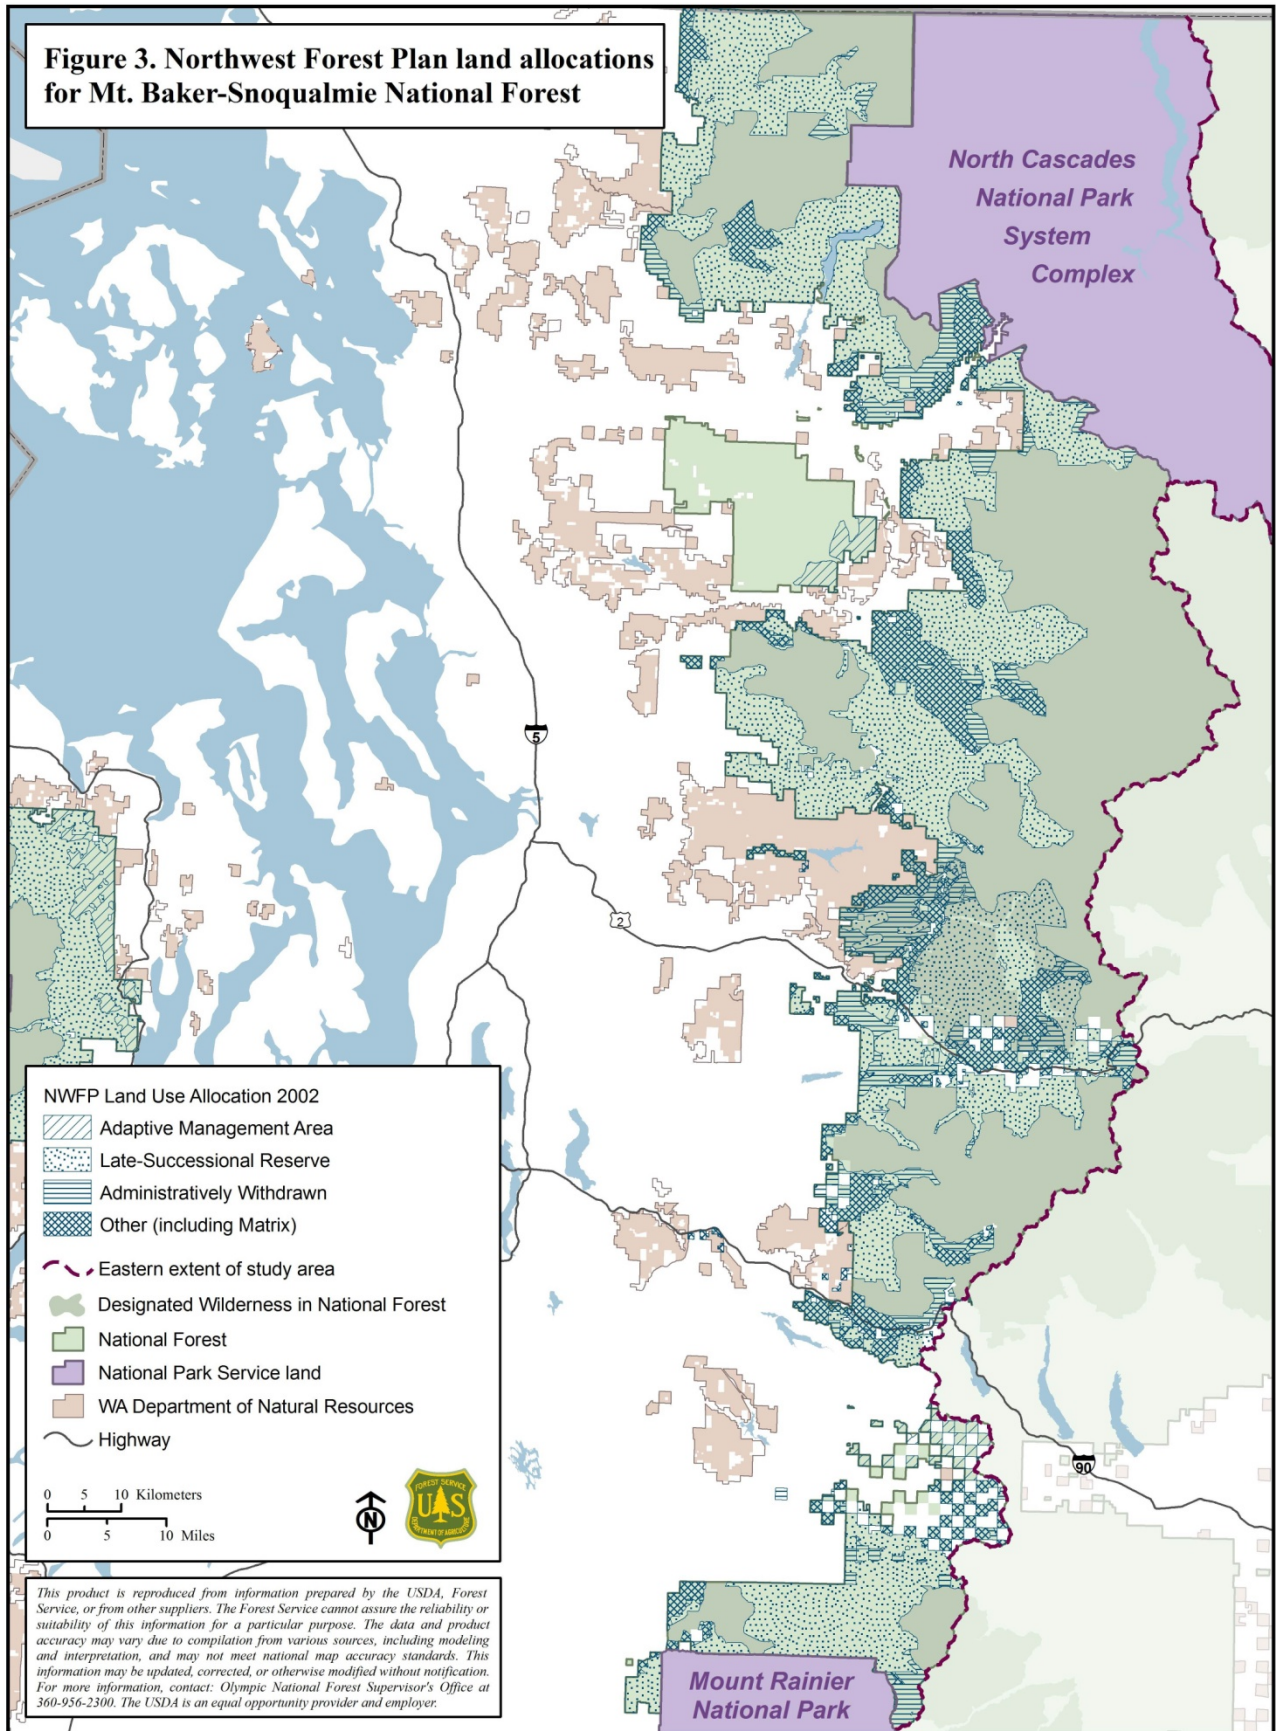 Figure 3. Northwest Forest Plan land allocations
for Mt. Baker-Snoqualmie National Forest
North Cascades
National Park
System
Complex
5
2
NWFP Land Use Allocation 2002
Adaptive Management Area
Late-Successional Reserve
Administratively Withdrawn
Other (including Matrix)
Eastern extent of study area
Designated Wilderness in National Forest
National Forest
National Park Service land
WA Department of Natural Resources
Highway
0 5 10 Kilometers
0 5 10 Miles
N
FOREST SERVICE
U S
DEPARTMENT OF AGRICULTURE
90
This product is reproduced from information prepared by the USDA, Forest
Service, or from other suppliers. The Forest Service cannot assure the reliability or
suitability of this information for a particular purpose. The data and product
accuracy may vary due to compilation from various sources, including modeling
and interpretation, and may not meet national map accuracy standards. This
information may be updated, corrected, or otherwise modified without notification.
For more information, contact: Olympic National Forest Supervisor's Office at
360-956-2300. The USDA is an equal opportunity provider and employer.
Mount Rainier
National Park